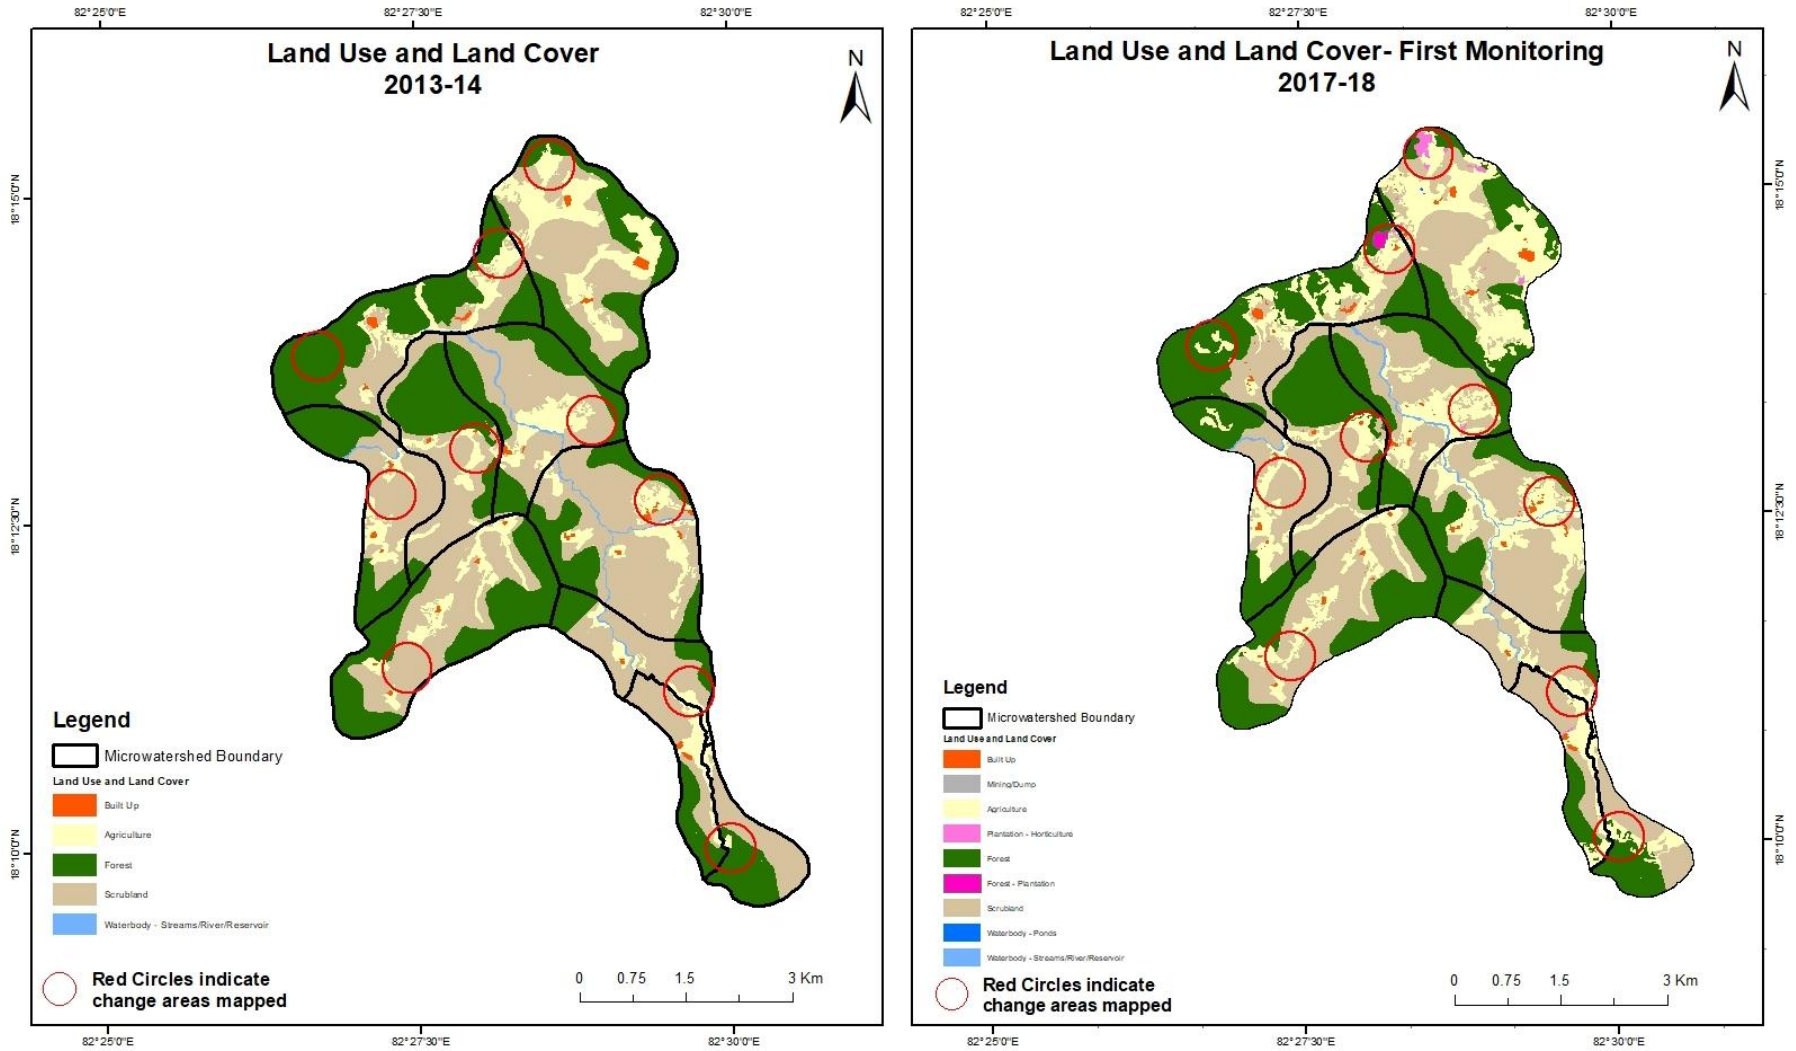 82°25'0"E
82°27'30"E
82°30'0"E
Land Use and Land Cover
2013-14
N
18°15'0"N
18°12'30"N
18°10'0"N
Legend
Microwatershed Boundary
Land Use and Land Cover
Built Up
Agriculture
Forest
Scrubland
Waterbody - Streams/River/Reservoir
Red Circles indicate
change areas mapped
0 0.75 1.5 3 Km
82°25'0"E
82°27'30"E
82°30'0"E
82°25'0"E
82°27'30"E
82°30'0"E
Land Use and Land Cover- First Monitoring
2017-18
N
18°15'0"N
18°12'30"N
18°10'0"N
Legend
Microwatershed Boundary
Land Use and Land Cover
Built Up
Mining/Dump
Agriculture
Plantation - Horticulture
Forest
Forest - Plantation
Scrubland
Waterbody - Ponds
Waterbody - Streams/River/Reservoir
Red Circles indicate
change areas mapped
0 0.75 1.5 3 Km
82°25'0"E
82°27'30"E
82°30'0"E